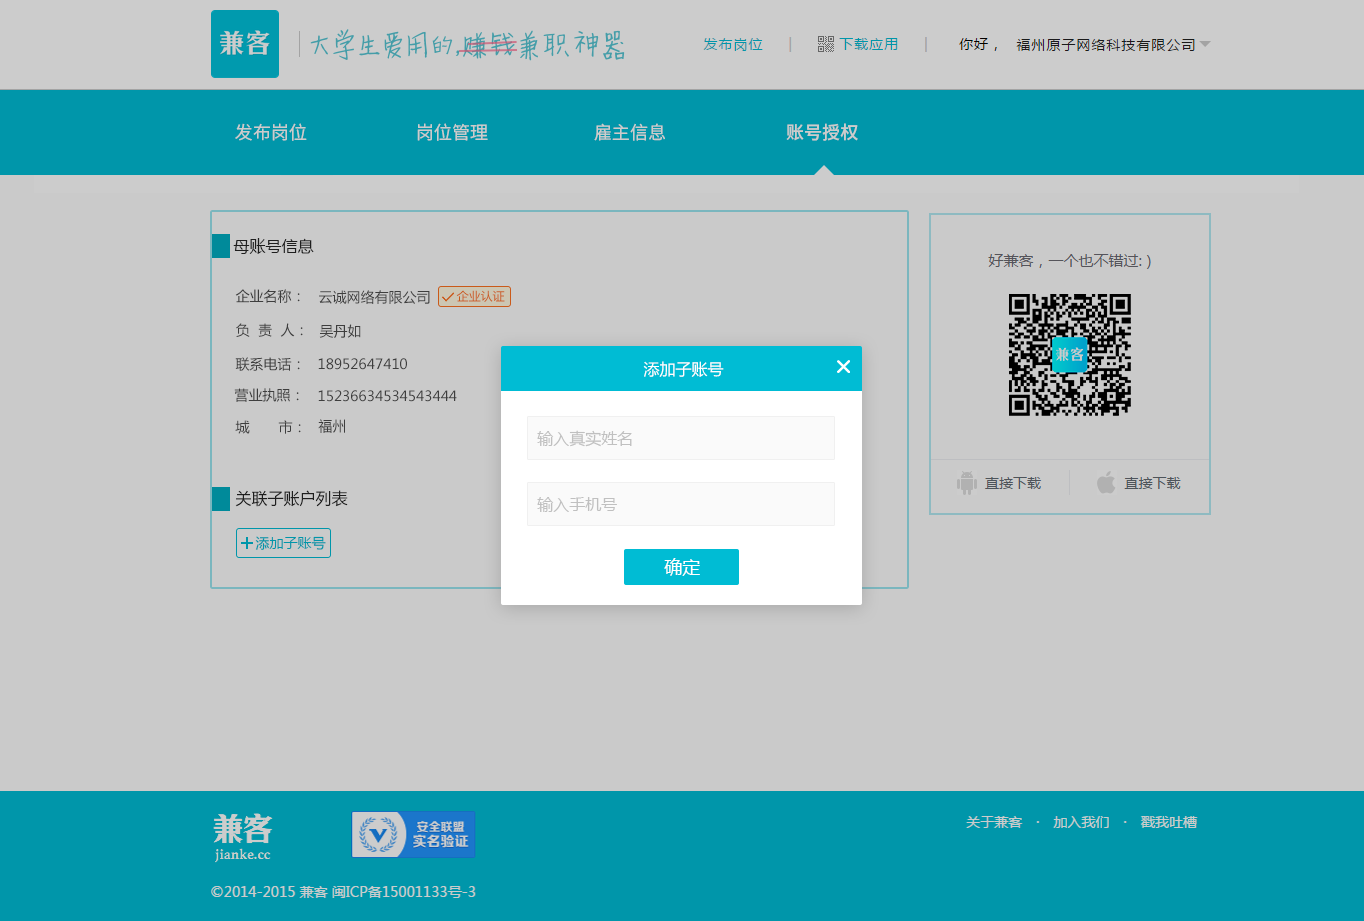 兼客
大学生爱用的赚钱兼职神器
发布岗位 | 下载应用 | 你好， 福州原子网络科技有限公司
发布岗位 岗位管理 雇主信息 账号授权
母账号信息
企业名称： 云诚网络有限公司 企业认证
负 责 人： 吴丹如
联系电话： 18952647410
营业执照： 15236634534543444
城 市： 福州
关联子账户列表
添加子账号
添加子账号
输入真实姓名
输入手机号
确定
好兼客，一个也不错过: )
兼客
直接下载 直接下载
兼客
jianke.cc
安全联盟
实名验证
关于兼客 · 加入我们 · 戳我吐槽
©2014-2015 兼客 闽ICP备15001133号-3